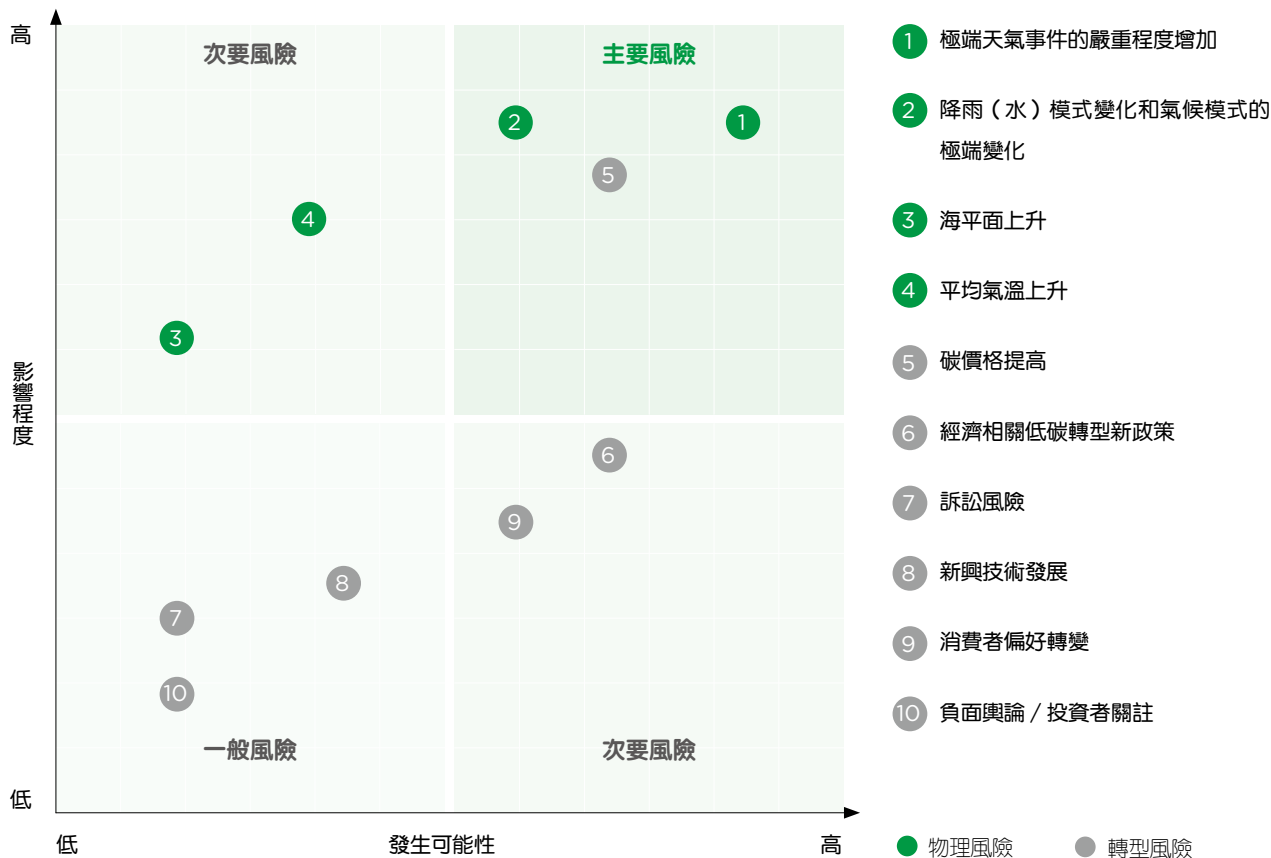 高
次要風險
主要風險
2
1
5
4
3
影響程度
6
9
8
7
10
一般風險
次要風險
低
低
發生可能性
高
1 極端天氣事件的嚴重程度增加
2 降雨（水）模式變化和氣候模式的
極端變化
3 海平面上升
4 平均氣溫上升
5 碳價格提高
6 經濟相關低碳轉型新政策
7 訴訟風險
8 新興技術發展
9 消費者偏好轉變
10 負面輿論 / 投資者關註
物理風險
轉型風險